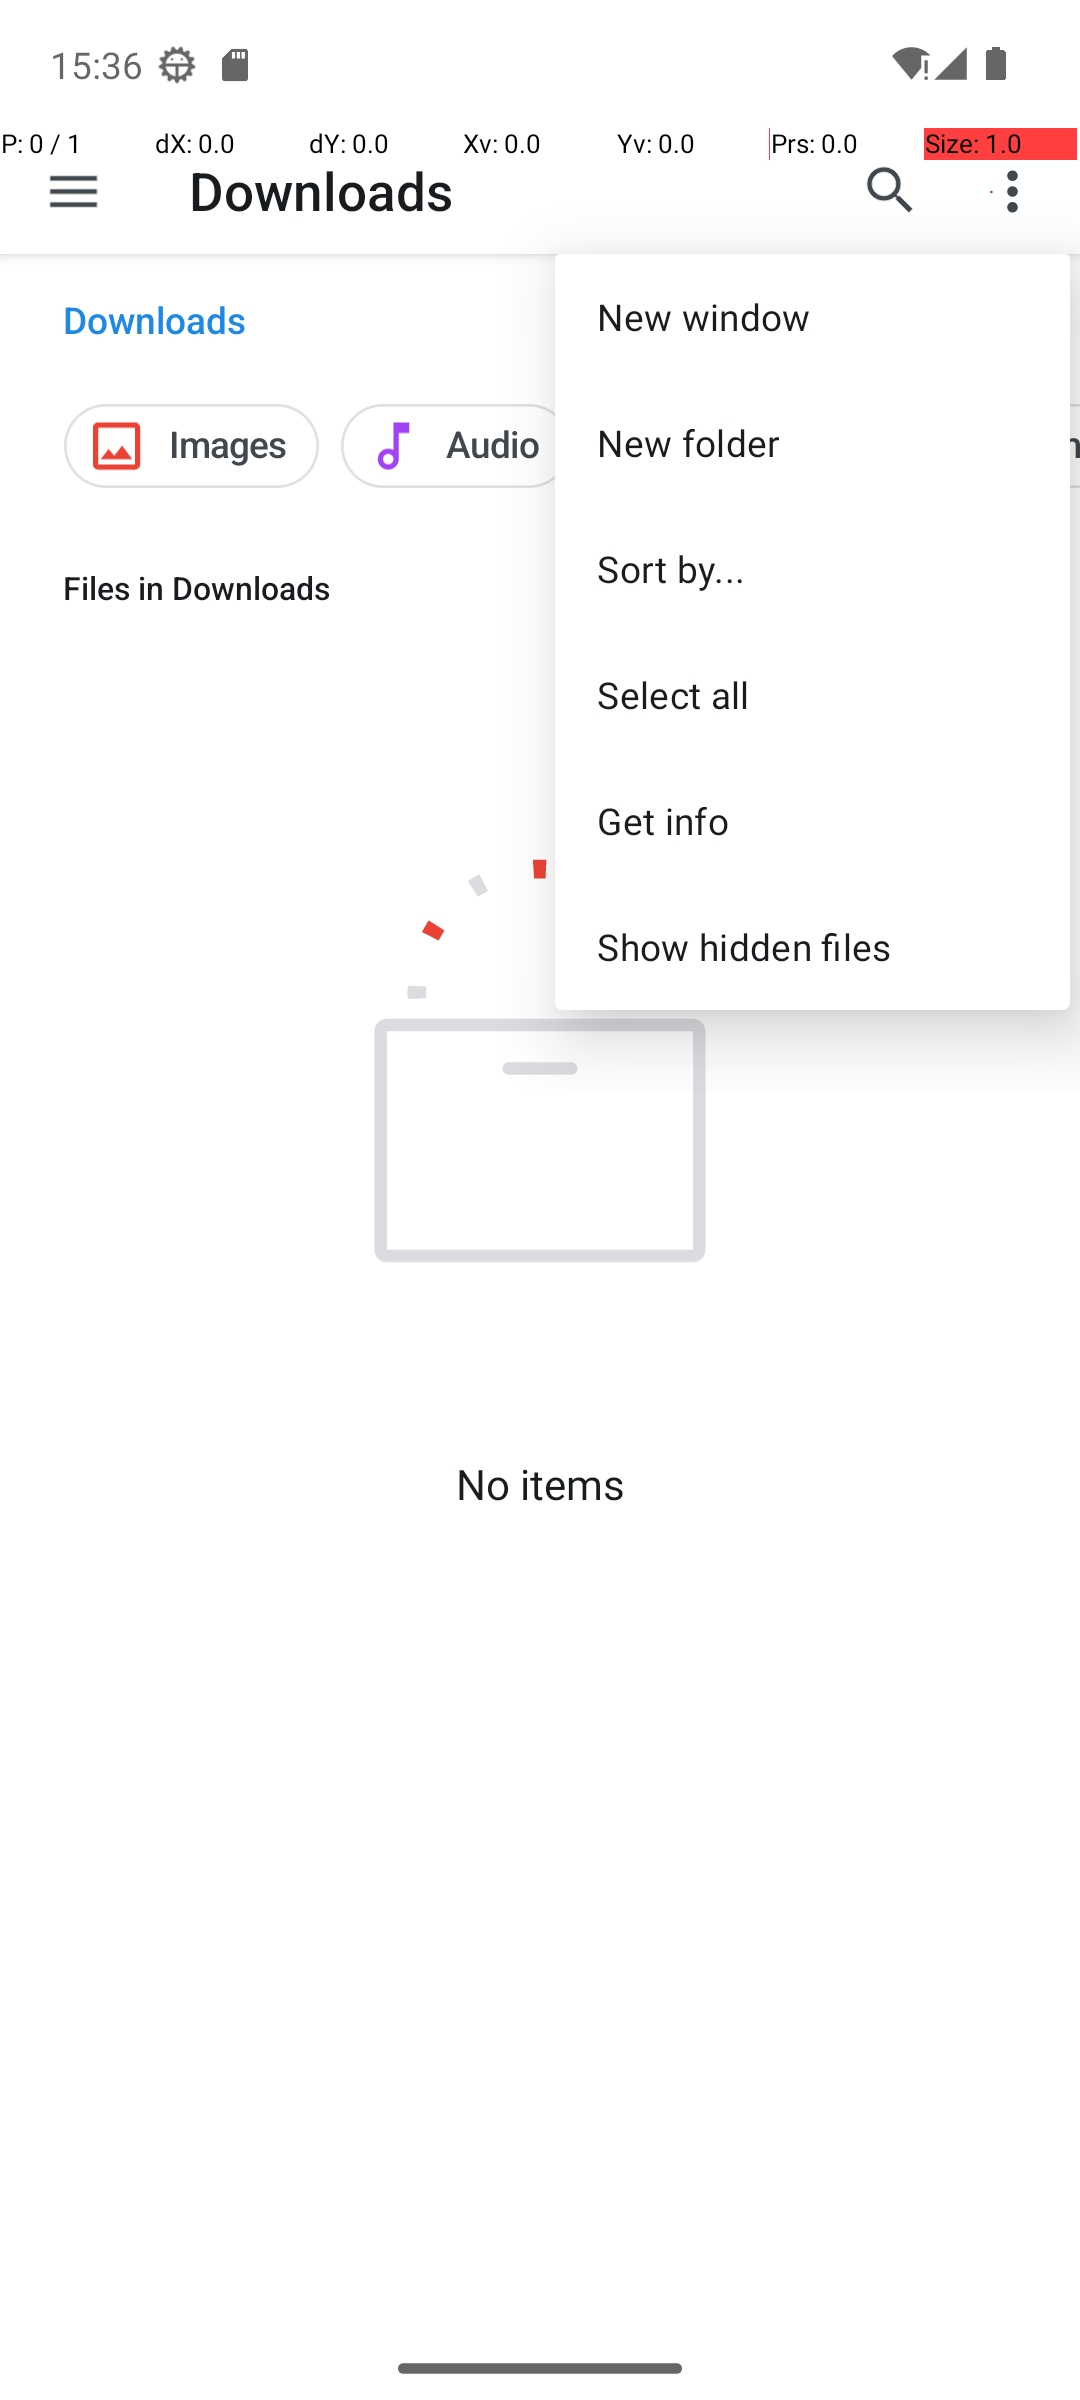 15:36
P: 0 / 1 dX: 0.0 dY: 0.0 Xv: 0.0 Yv: 0.0 Prs: 0.0 Size: 1.0
Downloads
Downloads
New window
Images Audio
New folder
Sort by...
Files in Downloads
Select all
Get info
Show hidden files
No items